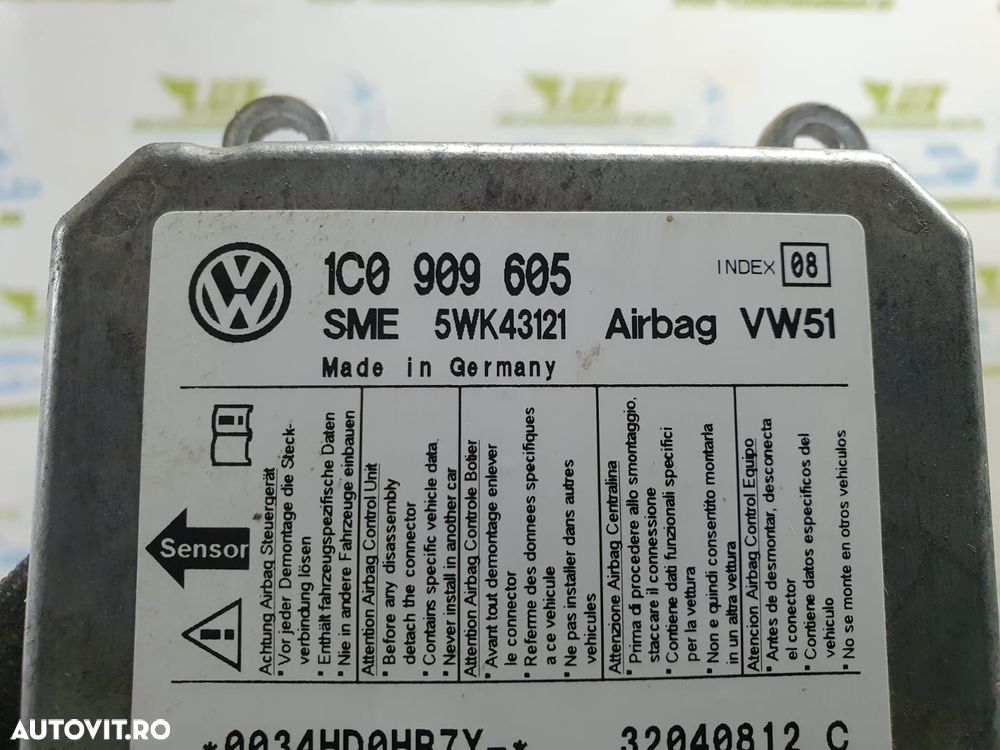 1C0 909 605
INDEX 08
SME 5WK43121 Airbag VW51
Made in Germany
Sensor
Achtung Airbag Steuergerät
* Vor jeder Demontage die Steck-
verbindung lösen
* Enthält fahrzeugspezifische Daten
* Nie in andere Fahrzeuge einbauen
Attention Airbag Control Unit
* Before any disassembly
detach the connector
* Contains specific vehicle data
* Never install in another car
Attention Airbag Controle Boîier
* Avant tout demontage enlever
le connector
* Referme des donnees specifiques
a ce vehicule
* Ne pas installer dans autres
vehicules
Attenzione Airbag Centralina
* Prima di procedere allo smontaggio,
staccare il connessione
* Contiene dati funzionali specifici
per la vettura
* Non e quindi consentito montarla
in un altra vettura
Atencion Airbag Control Equipo
* Antes de desmontar, desconecta
el conector
* Contiene datos especificos del
vehiculo
* No se monte en otros vehiculos
*0034HD0HB7Y-*
32040812 C
AUTOVIT.RO